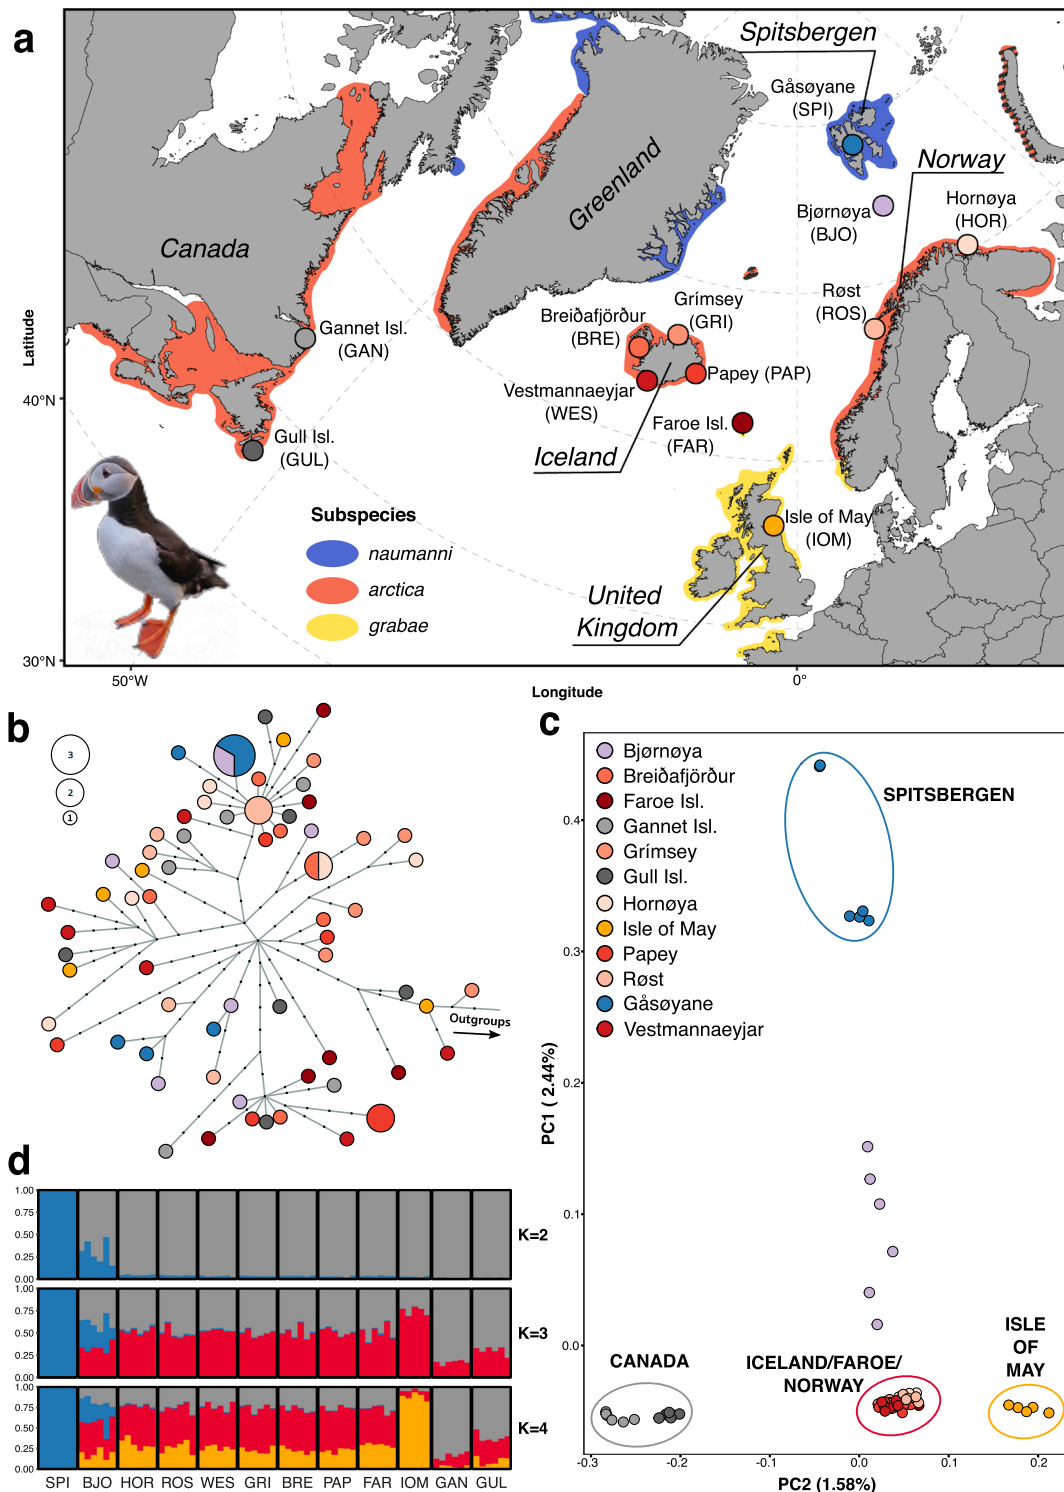 a
Spitsbergen
Gåsøyane
(SPI)
Norway
Greenland
Canada
Bjørnøya
(BJO)
Hornøya
(HOR)
Røst
(ROS)
Grímsey
(GRI)
Breiðafjörður
(BRE)
Gannet Isl.
(GAN)
Papey (PAP)
Vestmannaeyjar
(WES)
Faroe Isl.
(FAR)
Iceland
Gull Isl.
(GUL)
Isle of May
(IOM)
United
Kingdom
Subspecies
naumanni
arctica
grabae
Latitude
40°N
30°N
50°W
0°
Longitude
b
3
2
1
Outgroups
c
Bjørnøya
Breiðafjörður
Faroe Isl.
Gannet Isl.
Grímsey
Gull Isl.
Hornøya
Isle of May
Papey
Røst
Gåsøyane
Vestmannaeyjar
SPITSBERGEN
CANADA
ICELAND/FAROE/
NORWAY
ISLE
OF
MAY
PC1 ( 2.44%)
0.4
0.3
0.2
0.1
0.0
-0.3
-0.2
-0.1
0.0
0.1
0.2
PC2 (1.58%)
d
1.00
0.75
0.50
0.25
0.00
K=2
1.00
0.75
0.50
0.25
0.00
K=3
1.00
0.75
0.50
0.25
0.00
K=4
SPI BJO HOR ROS WES GRI BRE PAP FAR IOM GAN GUL